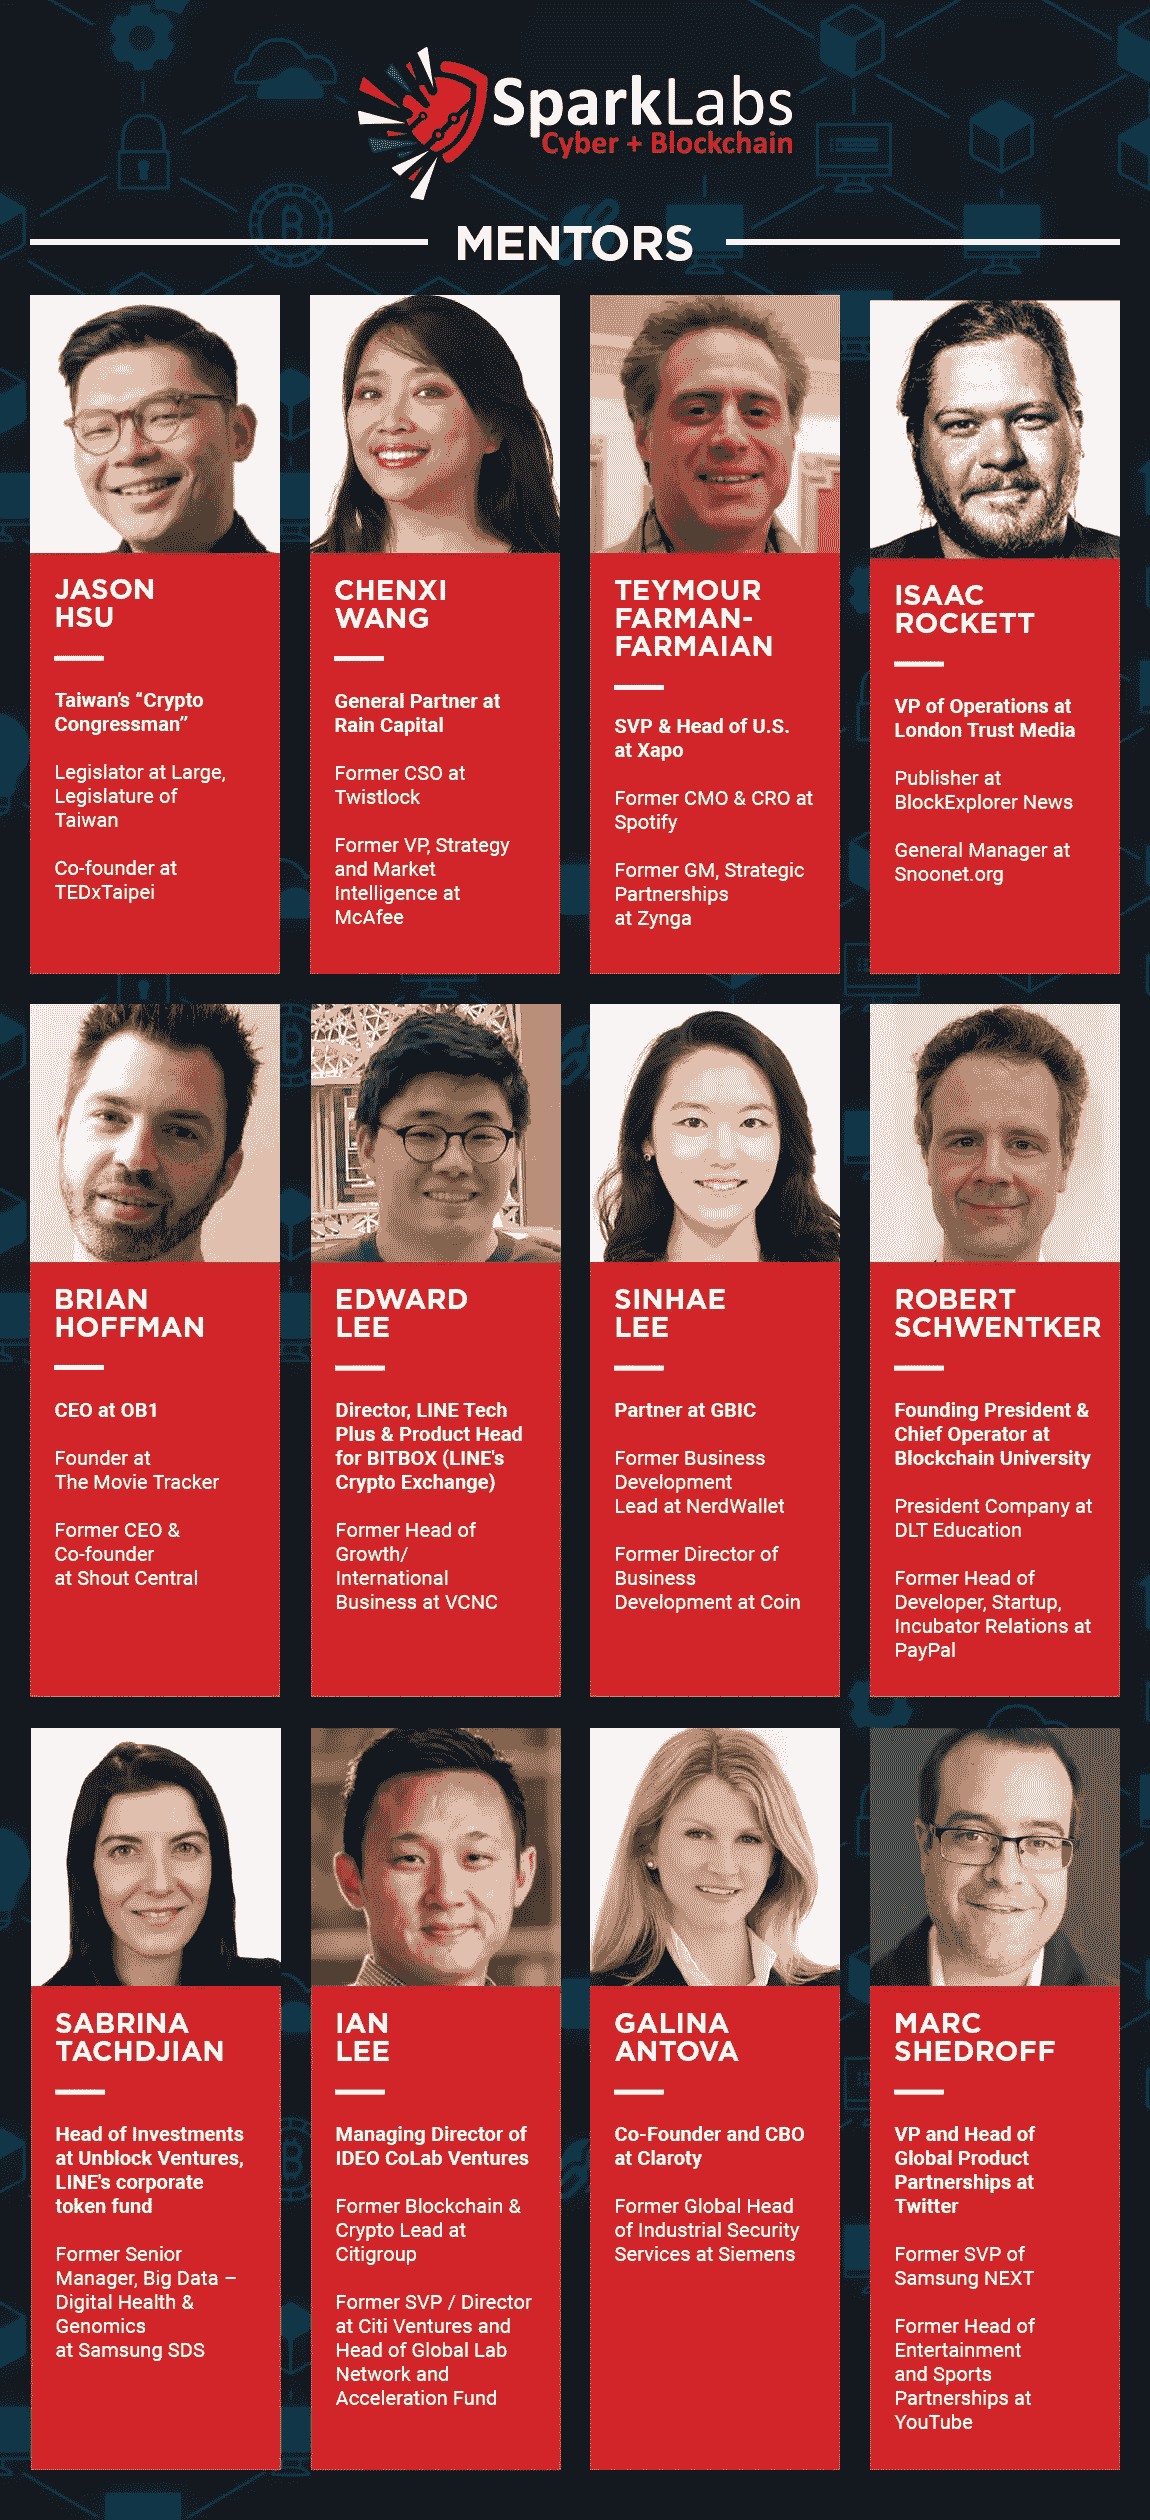 SparkLabs
Cyber + Blockchain
MENTORS
JASON
HSU
Taiwan's “Crypto
Congressman”
Legislator at Large,
Legislature of
Taiwan
Co-founder at
TEDxTaipei
CHENXI
WANG
General Partner at
Rain Capital
Former CSO at
Twistlock
Former VP, Strategy
and Market
Intelligence at
McAfee
TEYMOUR
FARMAN-
FARMAIAN
SVP & Head of U.S.
at Xapo
Former CMO & CRO at
Spotify
Former GM, Strategic
Partnerships
at Zynga
ISAAC
ROCKETT
VP of Operations at
London Trust Media
Publisher at
BlockExplorer News
General Manager at
Snoonet.org
BRIAN
HOFFMAN
CEO at OB1
Founder at
The Movie Tracker
Former CEO &
Co-founder
at Shout Central
EDWARD
LEE
Director, LINE Tech
Plus & Product Head
for BITBOX (LINE's
Crypto Exchange)
Former Head of
Growth/
International
Business at VCNC
SINHAE
LEE
Partner at GBIC
Former Business
Development
Lead at NerdWallet
Former Director of
Business
Development at Coin
ROBERT
SCHWENTKER
Founding President &
Chief Operator at
Blockchain University
President Company at
DLT Education
Former Head of
Developer, Startup,
Incubator Relations at
PayPal
SABRINA
TACHDJIAN
Head of Investments
at Unblock Ventures,
LINE's corporate
token fund
Former Senior
Manager, Big Data –
Digital Health &
Genomics
at Samsung SDS
IAN
LEE
Managing Director of
IDEO CoLab Ventures
Former Blockchain &
Crypto Lead at
Citigroup
Former SVP / Director
at Citi Ventures and
Head of Global Lab
Network and
Acceleration Fund
GALINA
ANTOVA
Co-Founder and CBO
at Claroty
Former Global Head
of Industrial Security
Services at Siemens
MARC
SHEDROFF
VP and Head of
Global Product
Partnerships at
Twitter
Former SVP of
Samsung NEXT
Former Head of
Entertainment
and Sports
Partnerships at
YouTube